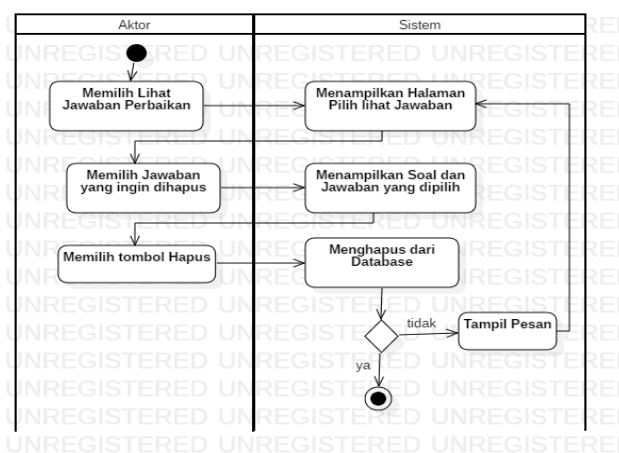 Aktor
Sistem
Memilih Lihat
Jawaban Perbaikan
Menampilkan Halaman
Pilih lihat Jawaban
Memilih Jawaban
yang ingin dihapus
Menampilkan Soal dan
Jawaban yang dipilih
Memilih tombol Hapus
Menghapus dari
Database
tidak
Tampil Pesan
ya
UNREGISTERED UNREGISTERED UNREGISTERED